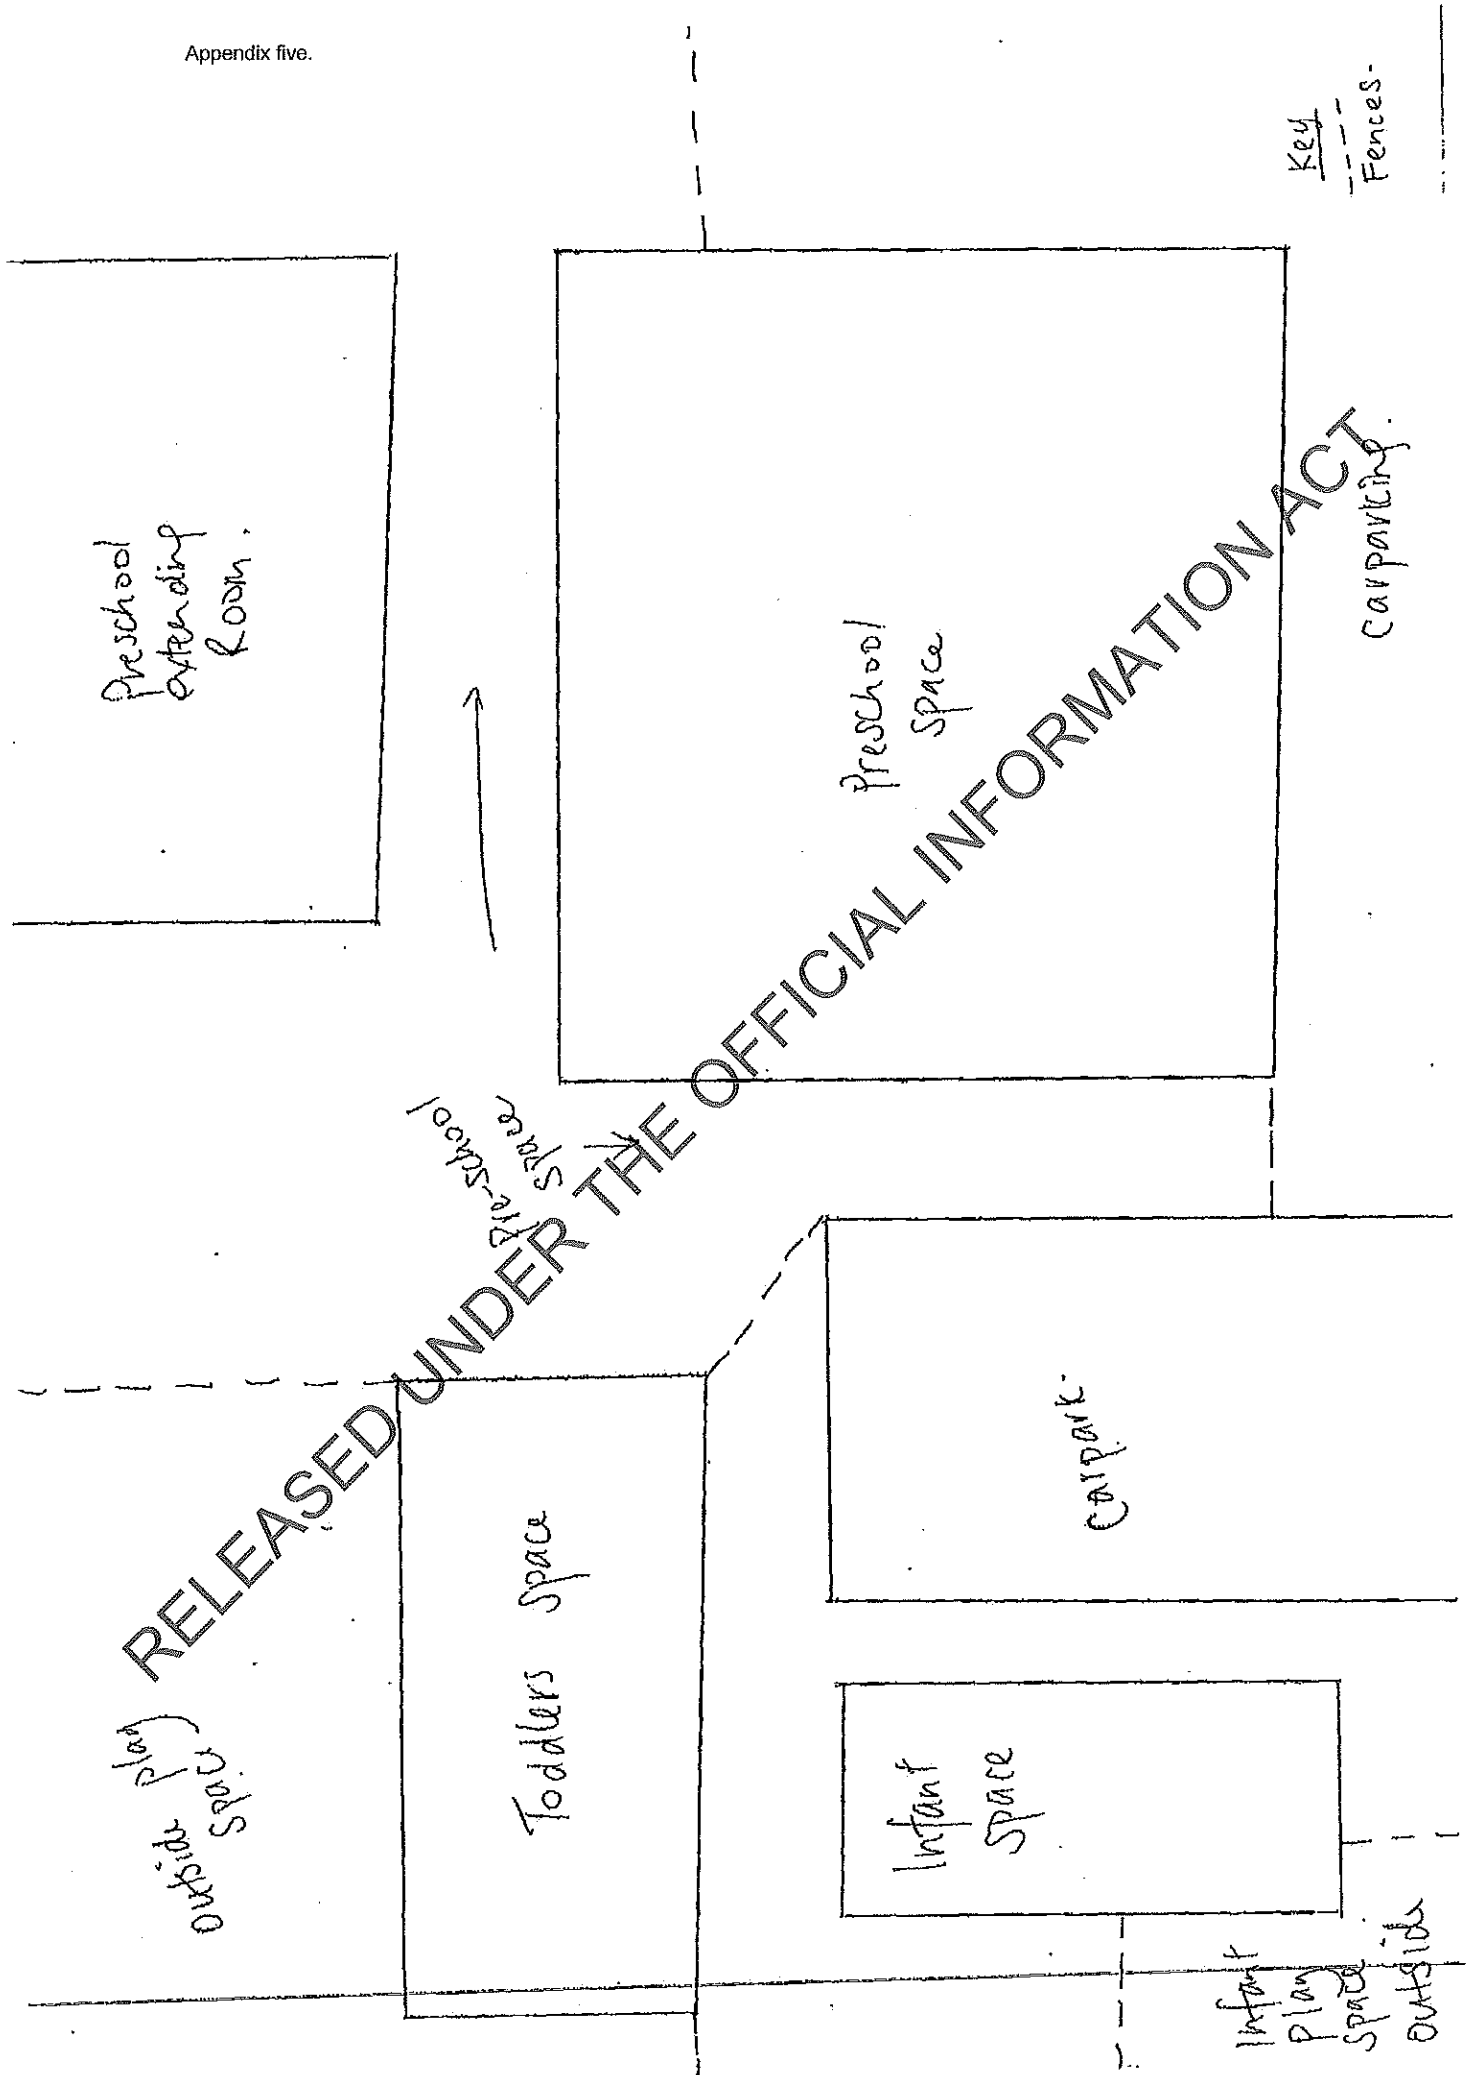 Appendix five.
Key
Fences.
Preschool
extending
Room.
Preschool
space
Carparking.
Pre-School
Space
outside play
space
Toddlers space
Carpark.
Infant
space
Infant
Play
space
outside
RELEASED UNDER THE OFFICIAL INFORMATION ACT